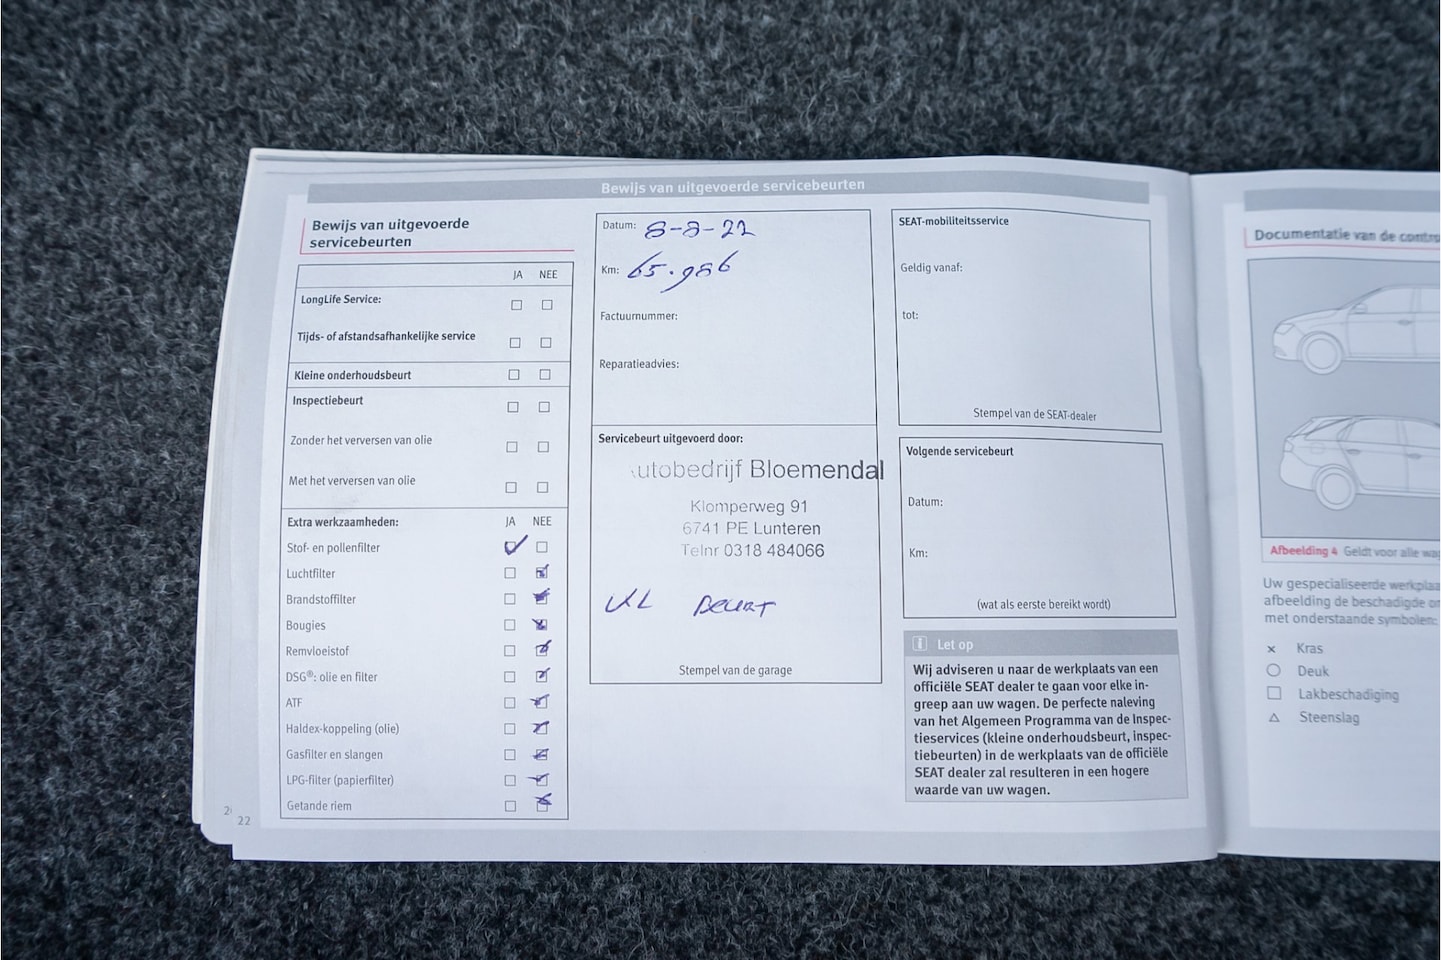 Bewijs van uitgevoerde servicebeurten
Bewijs van uitgevoerde
servicebeurten
JA NEE
LongLife Service:
Tijds- of afstandsafhankelijke service
Kleine onderhoudsbeurt
Inspectiebeurt
Zonder het verversen van olie
Met het verversen van olie
Extra werkzaamheden: JA NEE
Stof- en pollenfilter
Luchtfilter
Brandstoffilter
Bougies
Remvloeistof
DSG®: olie en filter
ATF
Haldex-koppeling (olie)
Gasfilter en slangen
LPG-filter (papierfilter)
Getande riem
22
Datum: 8-8-22
Km: 65.986
Factuurnummer:
Reparatieadvies:
Servicebeurt uitgevoerd door:
utobedrijf Bloemendal
Klomperweg 91
6741 PE Lunteren
Telnr 0318 484066
KL BEURT
Stempel van de garage
SEAT-mobiliteitsservice
Geldig vanaf:
tot:
Stempel van de SEAT-dealer
Volgende servicebeurt
Datum:
Km:
(wat als eerste bereikt wordt)
i Let op
Wij adviseren u naar de werkplaats van een
officiële SEAT dealer te gaan voor elke in-
greep aan uw wagen. De perfecte naleving
van het Algemeen Programma van de Inspec-
tieservices (kleine onderhoudsbeurt, inspec-
tiebeurten) in de werkplaats van de officiële
SEAT dealer zal resulteren in een hogere
waarde van uw wagen.
Documentatie van de contro
Afbeelding 4 Geldt voor alle wa
Uw gespecialiseerde werkplaa
afbeelding de beschadigde o
met onderstaande symbolen:
Kras
Deuk
Lakbeschadiging
Steenslag